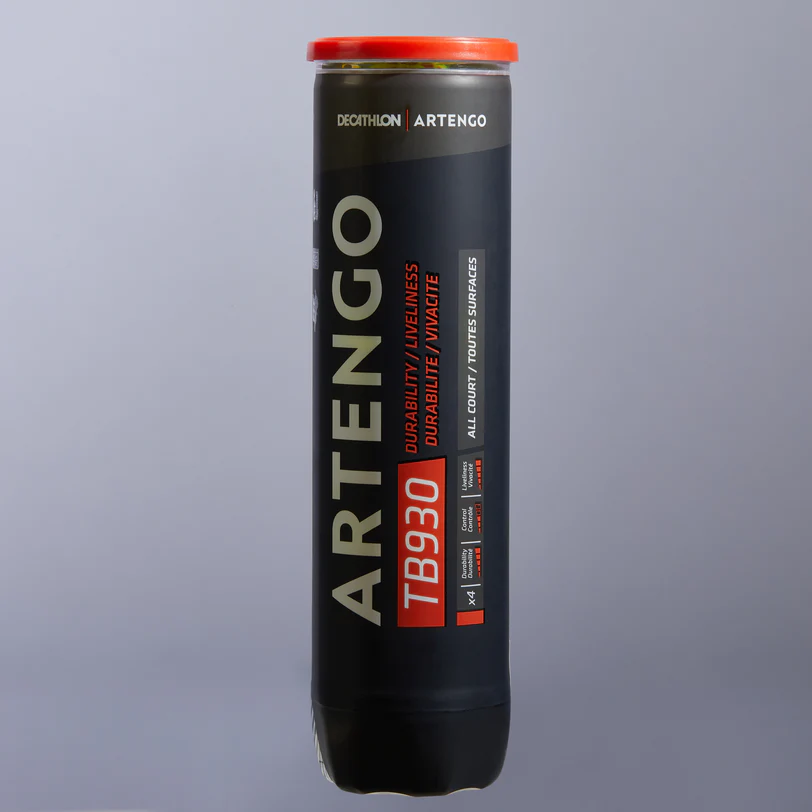 DECATHLON | ARTENGO
ARTENGO
DURABILITY / LIVELINESS
DURABILITE / VIVACITE
TB930
ALL COURT / TOUTES SURFACES
x4
Durability
Durabilité
Control
Contrôle
Liveliness
Vivacité